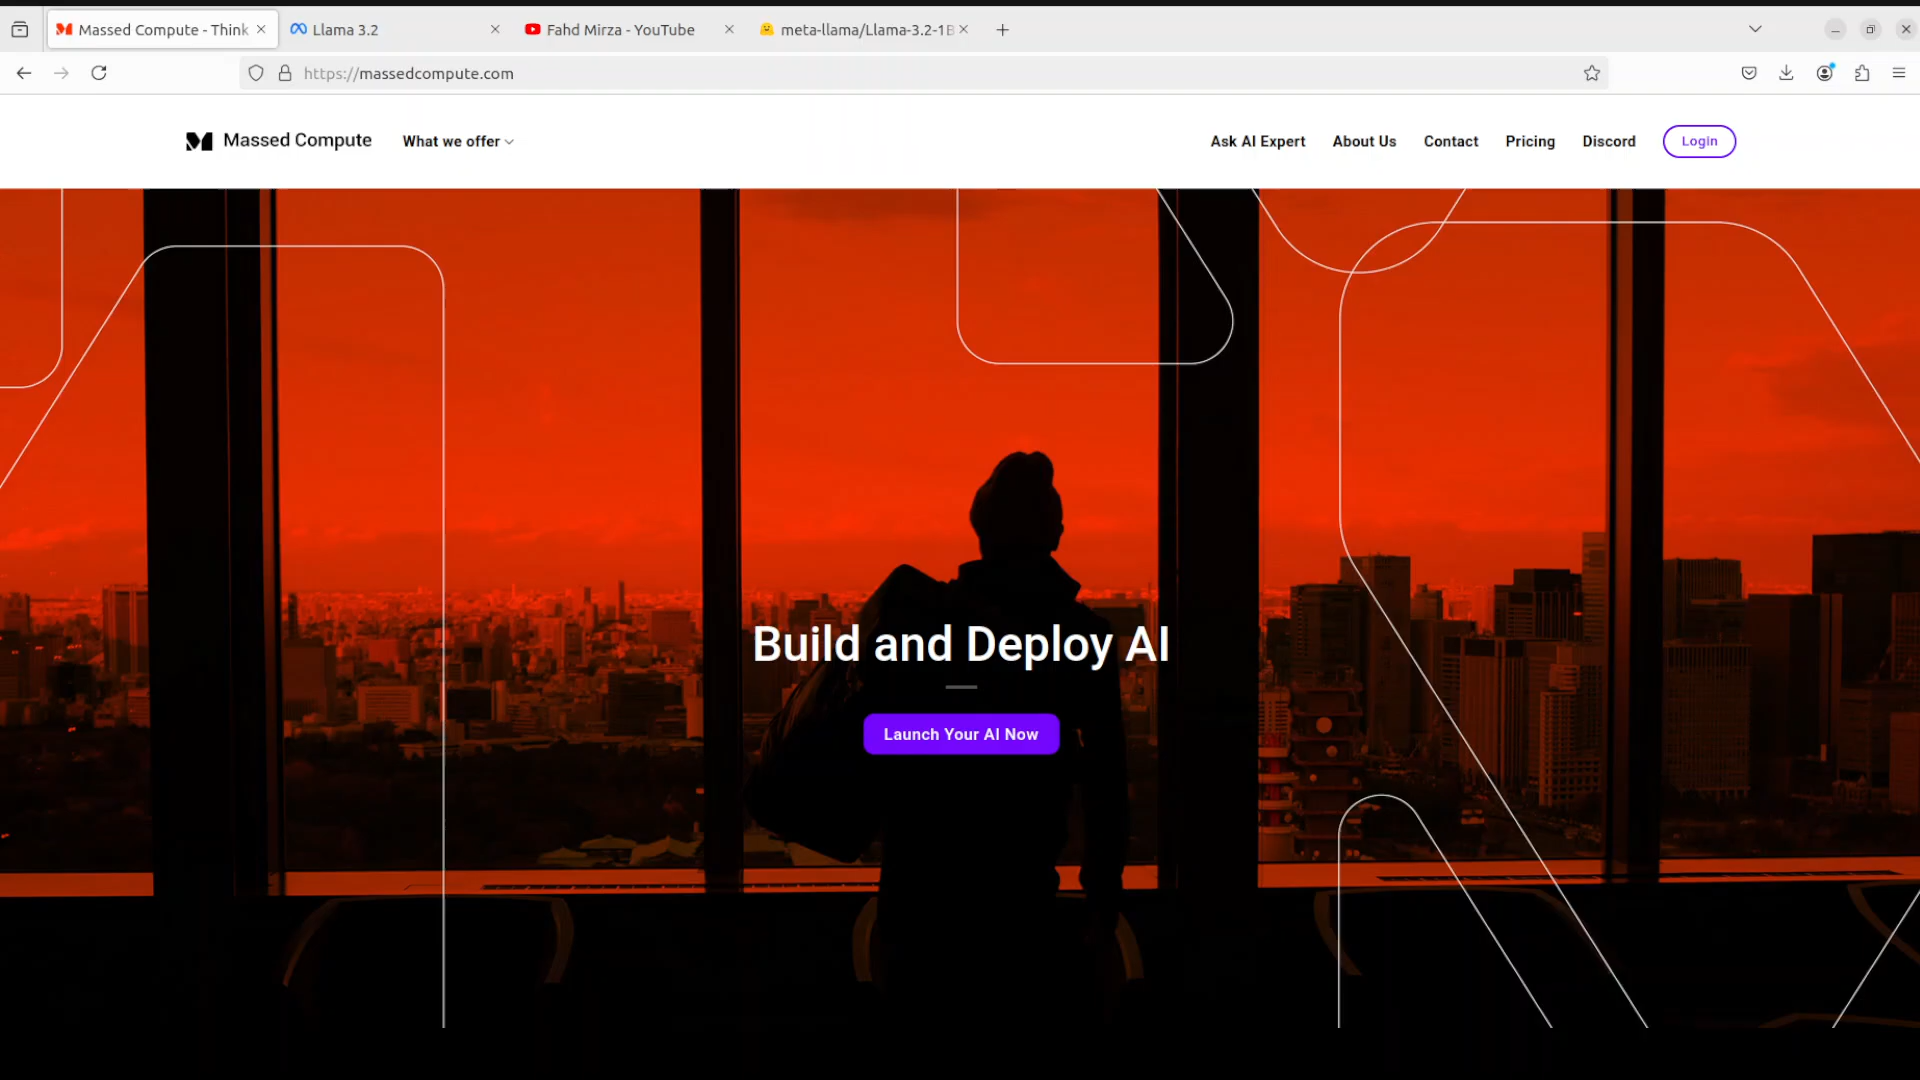 Massed Compute - Think
Llama 3.2
Fahd Mirza - YouTube
meta-llama/Llama-3.2-1B
https://massedcompute.com
Massed Compute
What we offer
Ask AI Expert
About Us
Contact
Pricing
Discord
Login
Build and Deploy AI
Launch Your AI Now